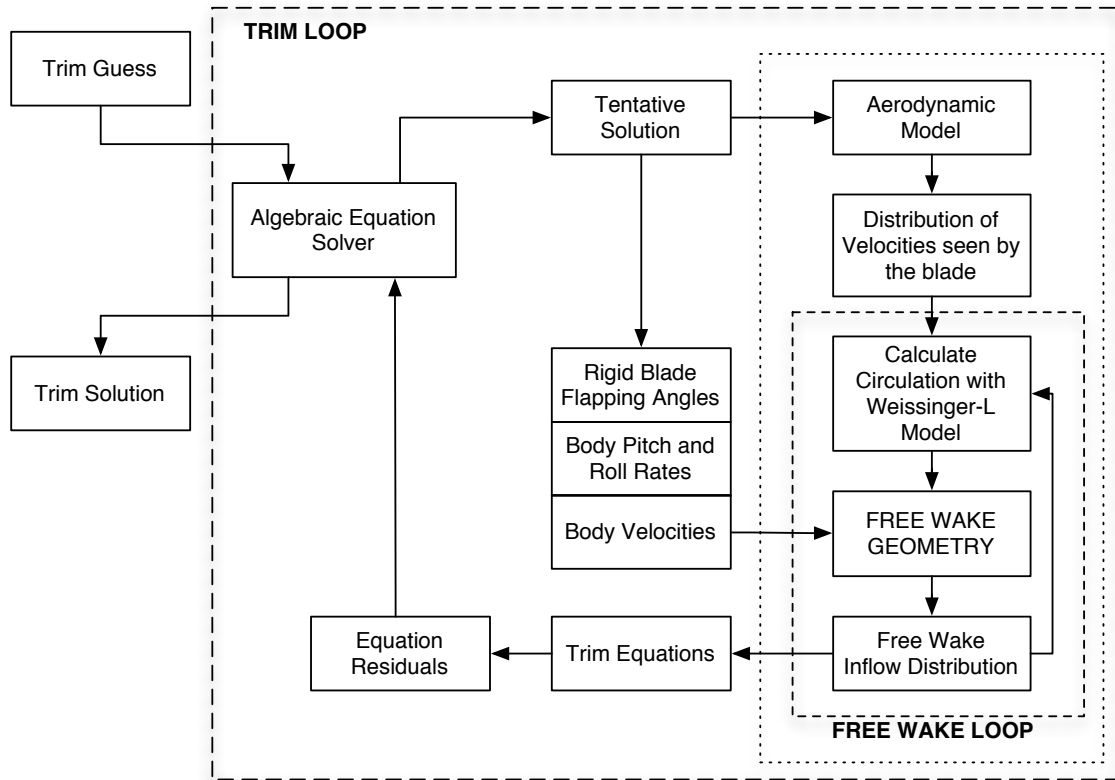 TRIM LOOP
Trim Guess
Tentative
Solution
Aerodynamic
Model
Algebraic Equation
Solver
Distribution of
Velocities seen by
the blade
Trim Solution
Rigid Blade
Flapping Angles
Body Pitch and
Roll Rates
Body Velocities
Calculate
Circulation with
Weissinger-L
Model
FREE WAKE
GEOMETRY
Equation
Residuals
Trim Equations
Free Wake
Inflow Distribution
FREE WAKE LOOP